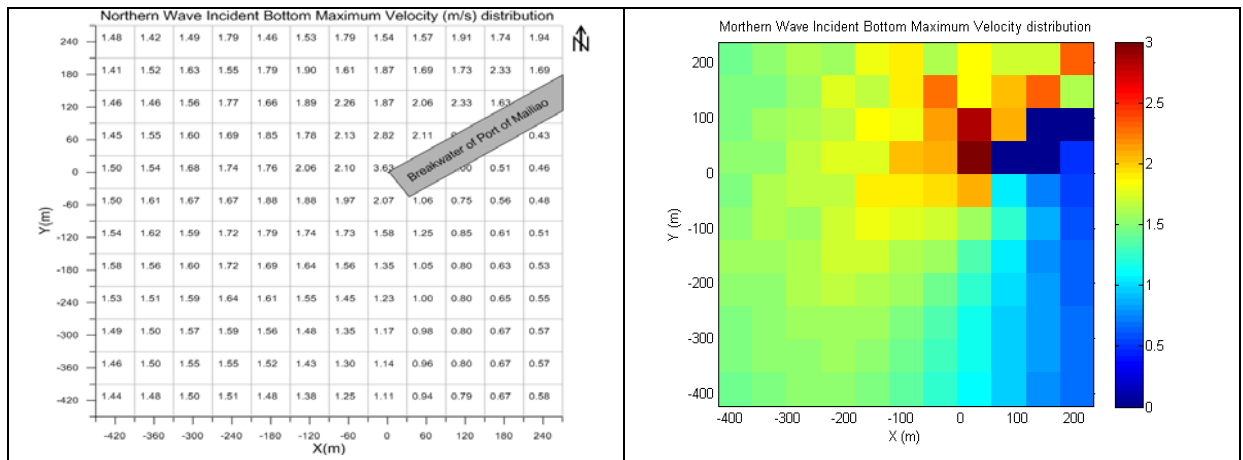 Northern Wave Incident Bottom Maximum Velocity (m/s) distribution
N
240 1.48 1.42 1.49 1.79 1.46 1.53 1.79 1.54 1.57 1.91 1.74 1.94
180 1.41 1.52 1.63 1.55 1.79 1.90 1.61 1.87 1.69 1.73 2.33 1.69
120 1.46 1.46 1.56 1.77 1.66 1.89 2.26 1.87 2.06 2.33 1.63
60 1.45 1.55 1.60 1.69 1.85 1.78 2.13 2.82 2.11 0.43
0 1.50 1.54 1.68 1.74 1.76 2.06 2.10 0.51 0.46
Breakwater of Port of Mailiao
-60 1.50 1.61 1.67 1.67 1.88 1.88 1.97 2.07 1.06 0.75 0.56 0.48
-120 1.54 1.62 1.59 1.72 1.79 1.74 1.73 1.58 1.25 0.85 0.61 0.51
-180 1.58 1.56 1.60 1.72 1.69 1.64 1.56 1.35 1.05 0.80 0.63 0.53
-240 1.53 1.51 1.59 1.64 1.61 1.55 1.45 1.23 1.00 0.80 0.65 0.55
-300 1.49 1.50 1.57 1.59 1.56 1.48 1.35 1.17 0.98 0.80 0.67 0.57
-360 1.46 1.50 1.55 1.55 1.52 1.43 1.30 1.14 0.96 0.80 0.67 0.57
-420 1.44 1.48 1.50 1.51 1.48 1.38 1.25 1.11 0.94 0.79 0.67 0.58
Y(m)
-420 -360 -300 -240 -180 -120 -60 0 60 120 180 240
X(m)
Morthern Wave Incident Bottom Maximum Velocity distribution
200
100
0
-100
-200
-300
-400
Y (m)
-400 -300 -200 -100 0 100 200
X (m)
3
2.5
2
1.5
1
0.5
0